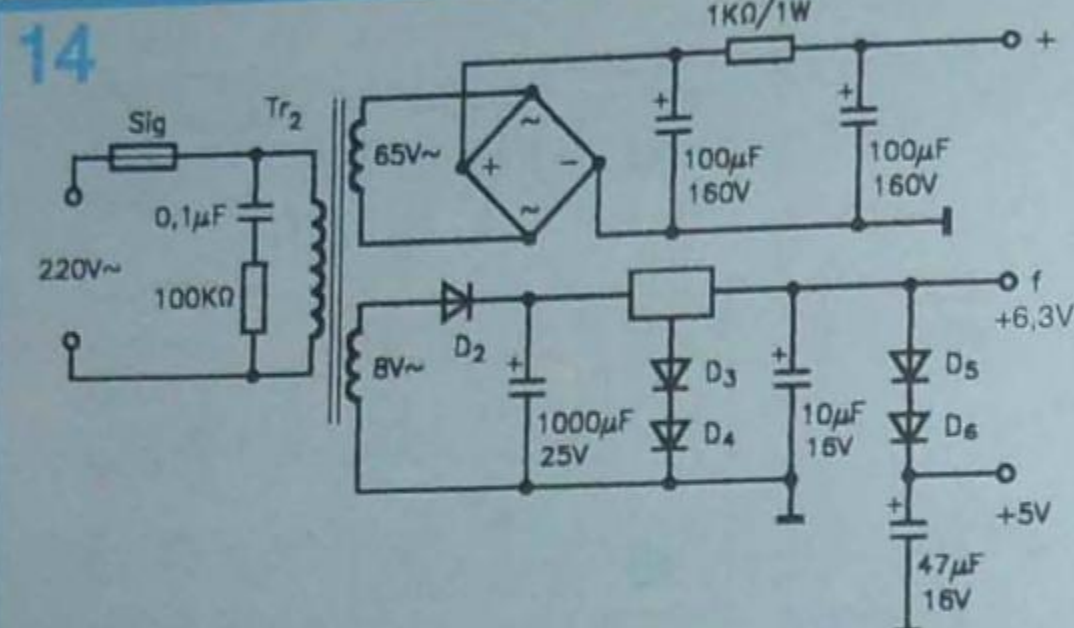 14
1KΩ/1W
+
Sig
Tr2
65V~
~
+
-
~
+
100µF
160V
+
100µF
160V
0,1µF
220V~
100KΩ
f
+6,3V
D2
8V~
+
1000µF
25V
D3
D4
+
10µF
16V
D5
D6
+5V
+
47µF
16V